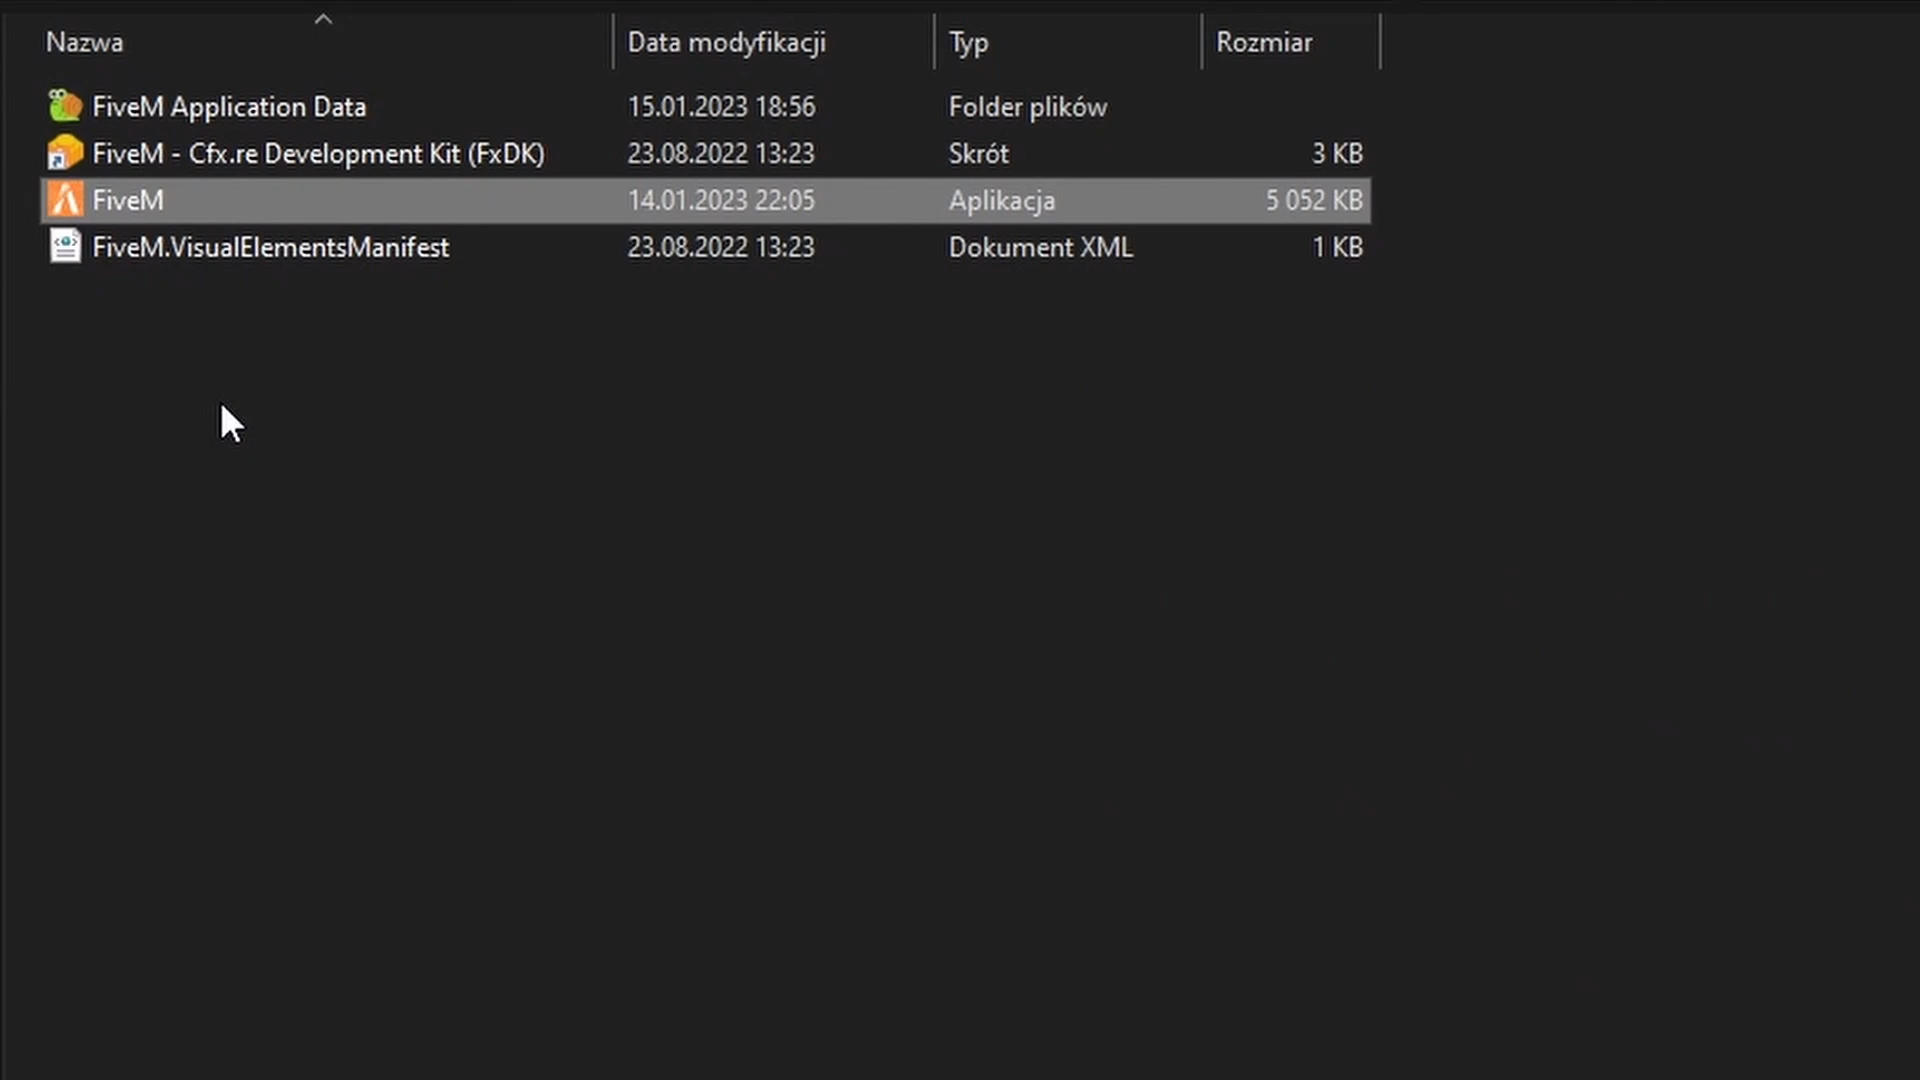 Nazwa Data modyfikacji Typ Rozmiar
FiveM Application Data 15.01.2023 18:56 Folder plików
FiveM - Cfx.re Development Kit (FxDK) 23.08.2022 13:23 Skrót 3 KB
FiveM 14.01.2023 22:05 Aplikacja 5 052 KB
FiveM.VisualElementsManifest 23.08.2022 13:23 Dokument XML 1 KB